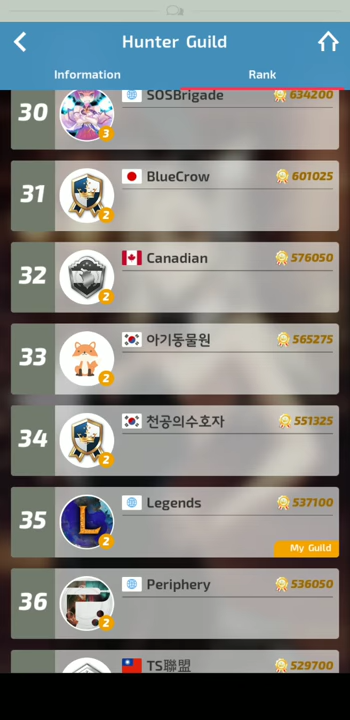 Hunter Guild
Information
Rank
30
SOSBrigade
634200
3
31
BlueCrow
601025
2
32
Canadian
576050
2
33
아기동물원
565275
2
34
천공의수호자
551325
2
35
Legends
537100
L
2
My Guild
36
Periphery
536050
2
TS聯盟
529700